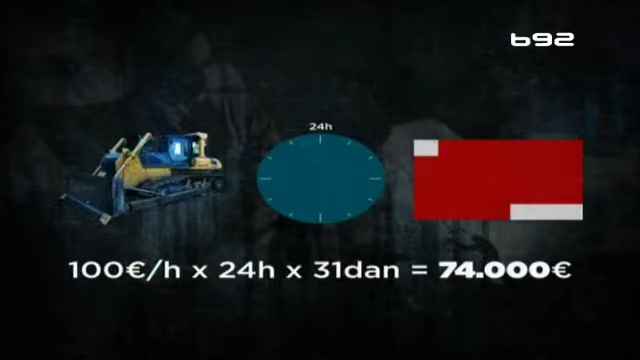 b92
24h
100€/h x 24h x 31dan = 74.000€